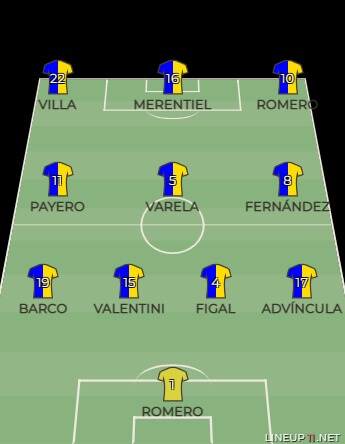 22 16 10
VILLA MERENTIEL ROMERO
11 5 8
PAYERO VARELA FERNÁNDEZ
19 15 4 17
BARCO VALENTINI FIGAL ADVÍNCULA
1
ROMERO
LINEUP11.NET